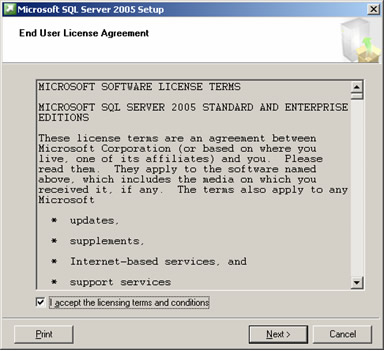 Microsoft SQL Server 2005 Setup
End User License Agreement
MICROSOFT SOFTWARE LICENSE TERMS
MICROSOFT SQL SERVER 2005 STANDARD AND ENTERPRISE
EDITIONS
These license terms are an agreement between
Microsoft Corporation (or based on where you
live, one of its affiliates) and you.  Please
read them.  They apply to the software named
above, which includes the media on which you
received it, if any.  The terms also apply to any
Microsoft
* updates,
* supplements,
* Internet-based services, and
* support services
I accept the licensing terms and conditions
Print
Next >
Cancel